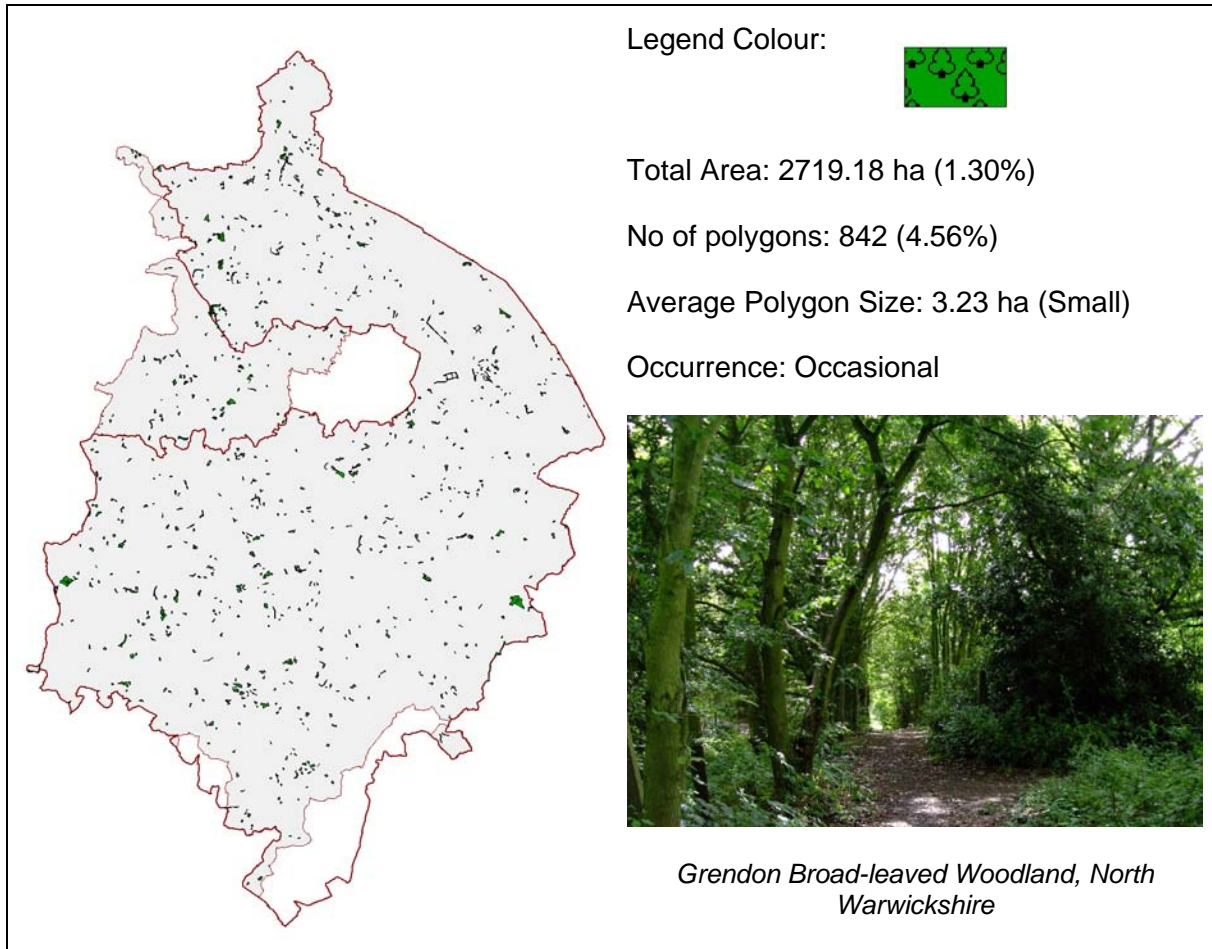 Legend Colour:
Total Area: 2719.18 ha (1.30%)
No of polygons: 842 (4.56%)
Average Polygon Size: 3.23 ha (Small)
Occurrence: Occasional
Grendon Broad-leaved Woodland, North
Warwickshire